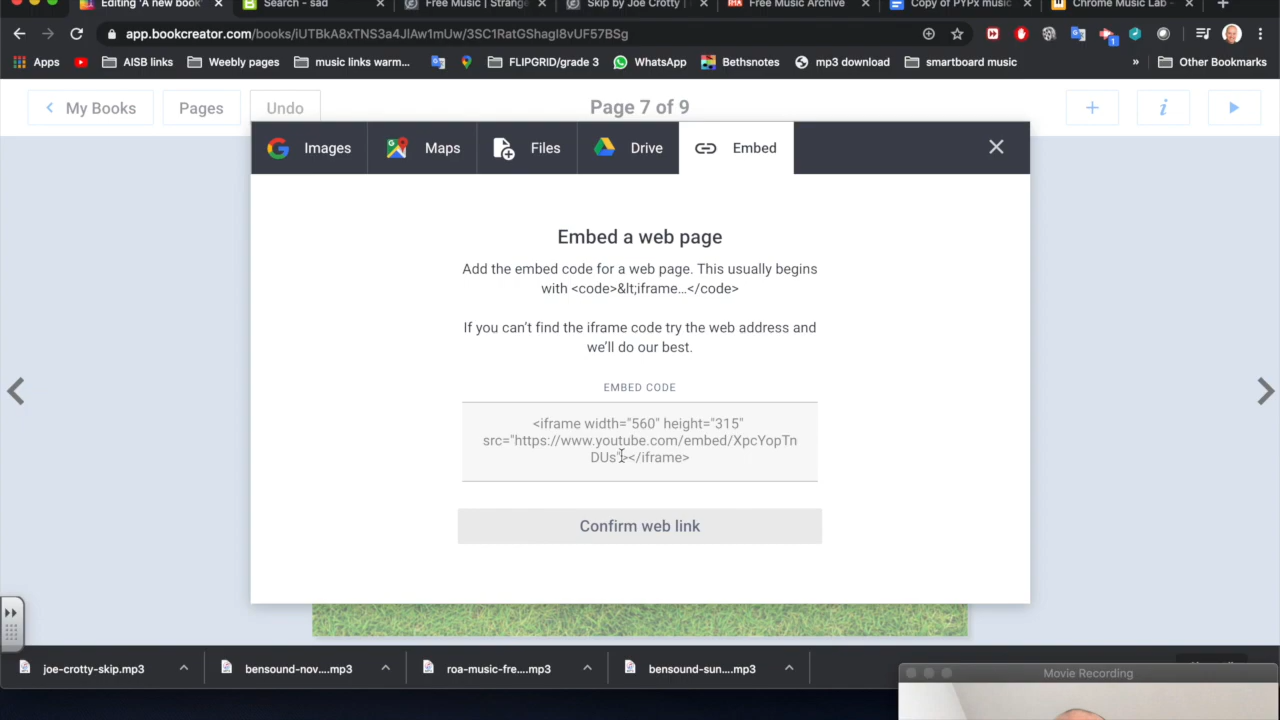 Editing 'A new book
Search - sad
Free Music | Strange
Skip by Joe Crotty |
Free Music Archive
Copy of PYPx music
Chrome Music Lab -
app.bookcreator.com/books/iUTBkA8xTNS3a4JlAw1mUw/3SC1RatGShagI8vUF57BSg
Apps
AISB links
Weekly pages
music links warm...
FLIPGRID/grade 3
WhatsApp
Bethsnotes
mp3 download
smartboard music
»
Other Bookmarks
My Books
Pages
Undo
Page 7 of 9
Images
Maps
Files
Drive
Embed
Embed a web page
Add the embed code for a web page. This usually begins
with <code>&lt;iframe...</code>
If you can't find the iframe code try the web address and
we'll do our best.
EMBED CODE
<iframe width="560" height="315"
src="https://www.youtube.com/embed/XpcYopTn
DUs"></iframe>
Confirm web link
joe-crotty-skip.mp3
bensound-nov....mp3
roa-music-fre....mp3
bensound-sun....mp3
Movie Recording